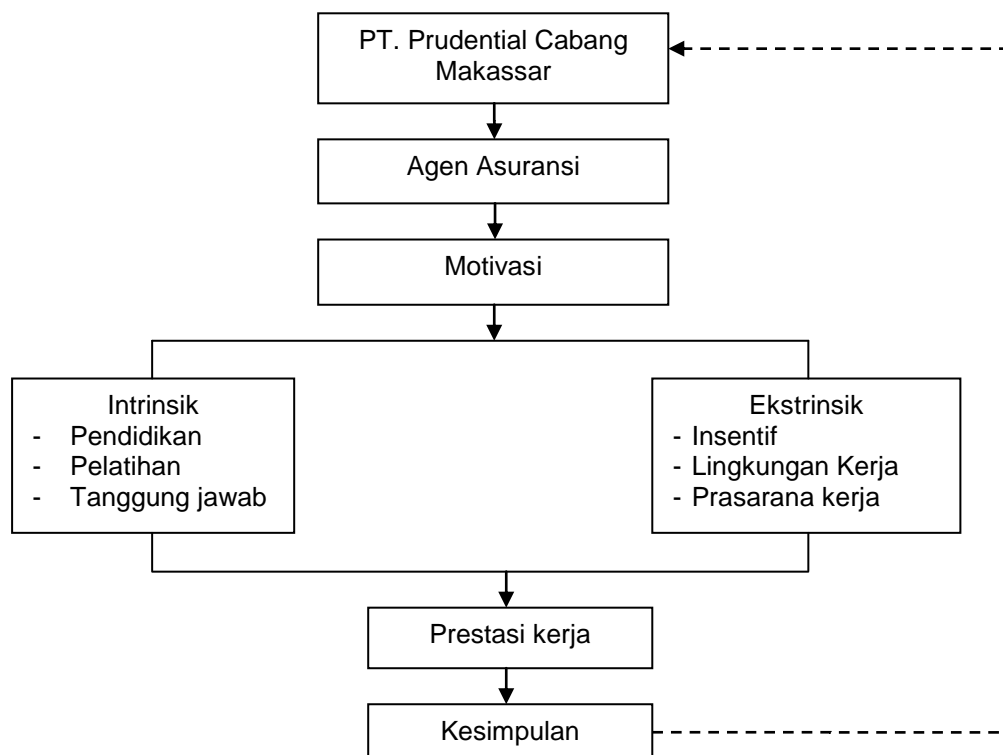 PT. Prudential Cabang
Makassar
Agen Asuransi
Motivasi
Intrinsik
- Pendidikan
- Pelatihan
- Tanggung jawab
Ekstrinsik
- Insentif
- Lingkungan Kerja
- Prasarana kerja
Prestasi kerja
Kesimpulan